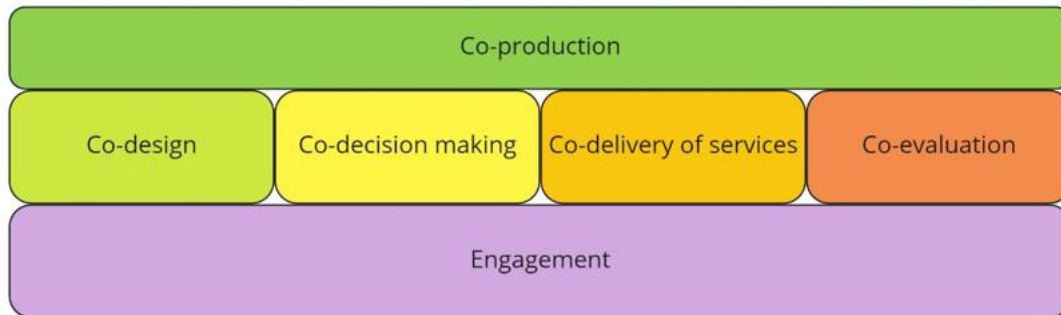 Co-production
Co-design
Co-decision making
Co-delivery of services
Co-evaluation
Engagement